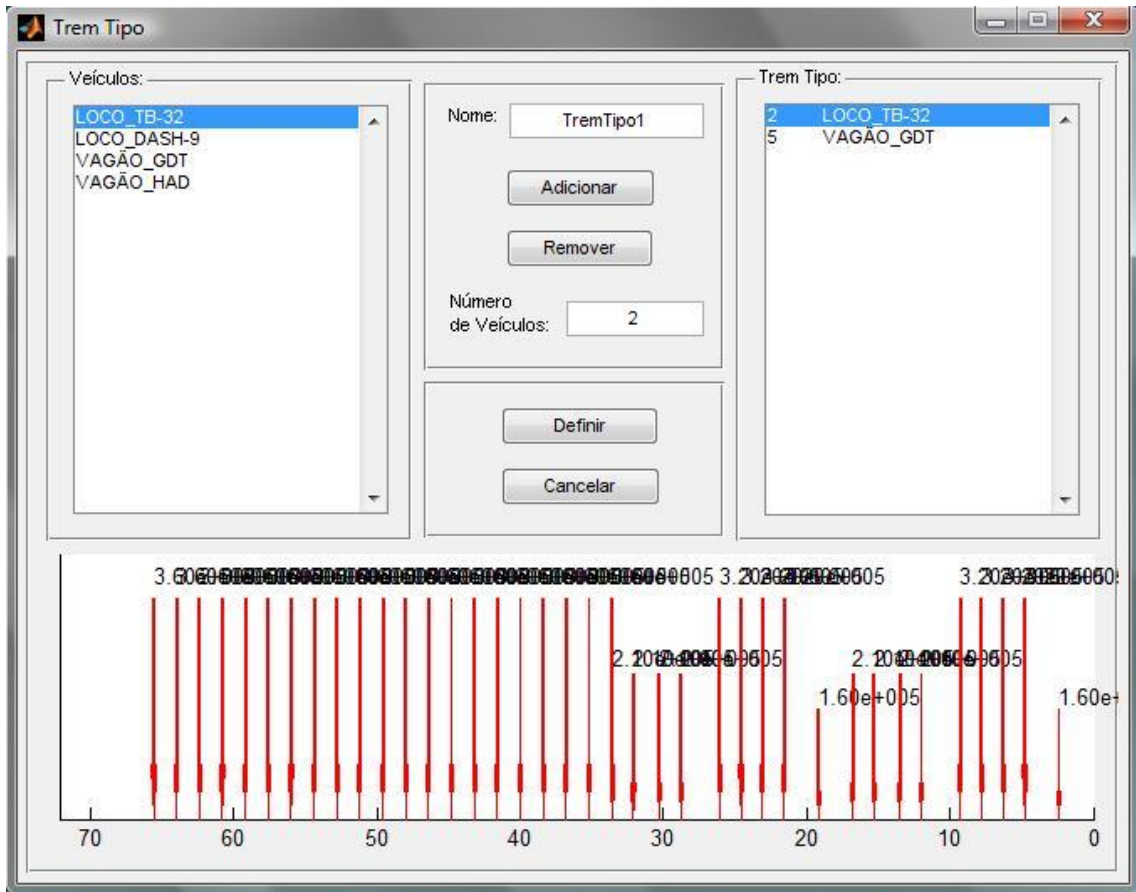 Trem Tipo
Veículos:
LOCO_TB-32
LOCO_DASH-9
VAGÃO_GDT
VAGÃO_HAD
Nome:
TremTipo1
Adicionar
Remover
Número
de Veículos:
2
Definir
Cancelar
Trem Tipo:
2 LOCO_TB-32
5 VAGÃO_GDT
1.60e+005
1.60e+
70 60 50 40 30 20 10 0